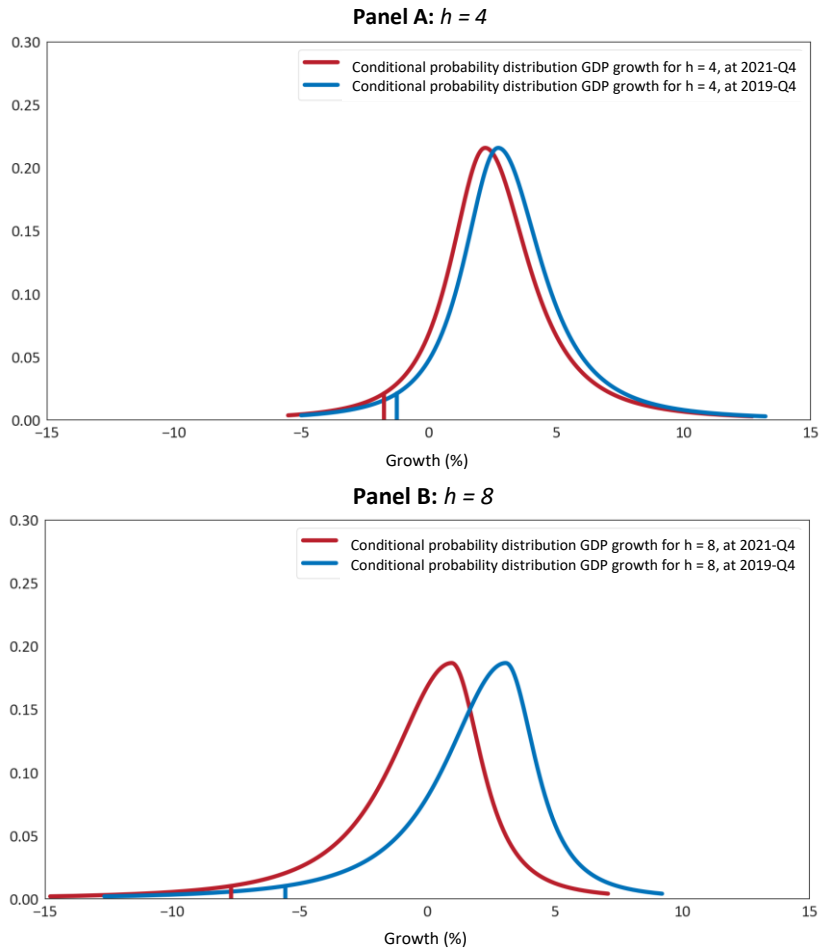 Panel A: h = 4
0.30
Conditional probability distribution GDP growth for h = 4, at 2021-Q4
Conditional probability distribution GDP growth for h = 4, at 2019-Q4
0.25
0.20
0.15
0.10
0.05
0.00
−15 −10 −5 0 5 10 15
Growth (%)
Panel B: h = 8
0.30
Conditional probability distribution GDP growth for h = 8, at 2021-Q4
Conditional probability distribution GDP growth for h = 8, at 2019-Q4
0.25
0.20
0.15
0.10
0.05
0.00
−15 −10 −5 0 5 10 15
Growth (%)